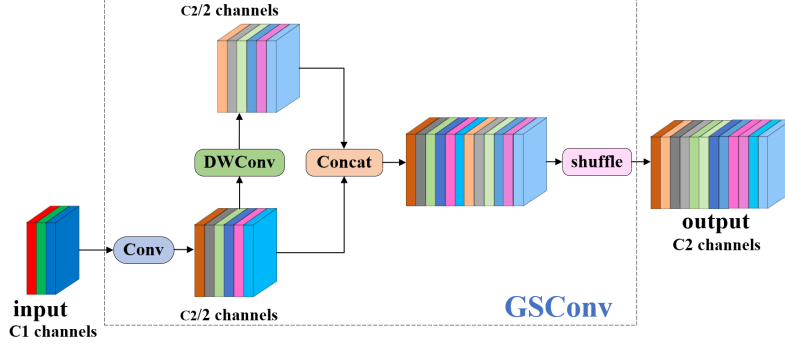 C2/2 channels
DWConv
Concat
shuffle
Conv
output
C2 channels
input
C1 channels
C2/2 channels
GSConv